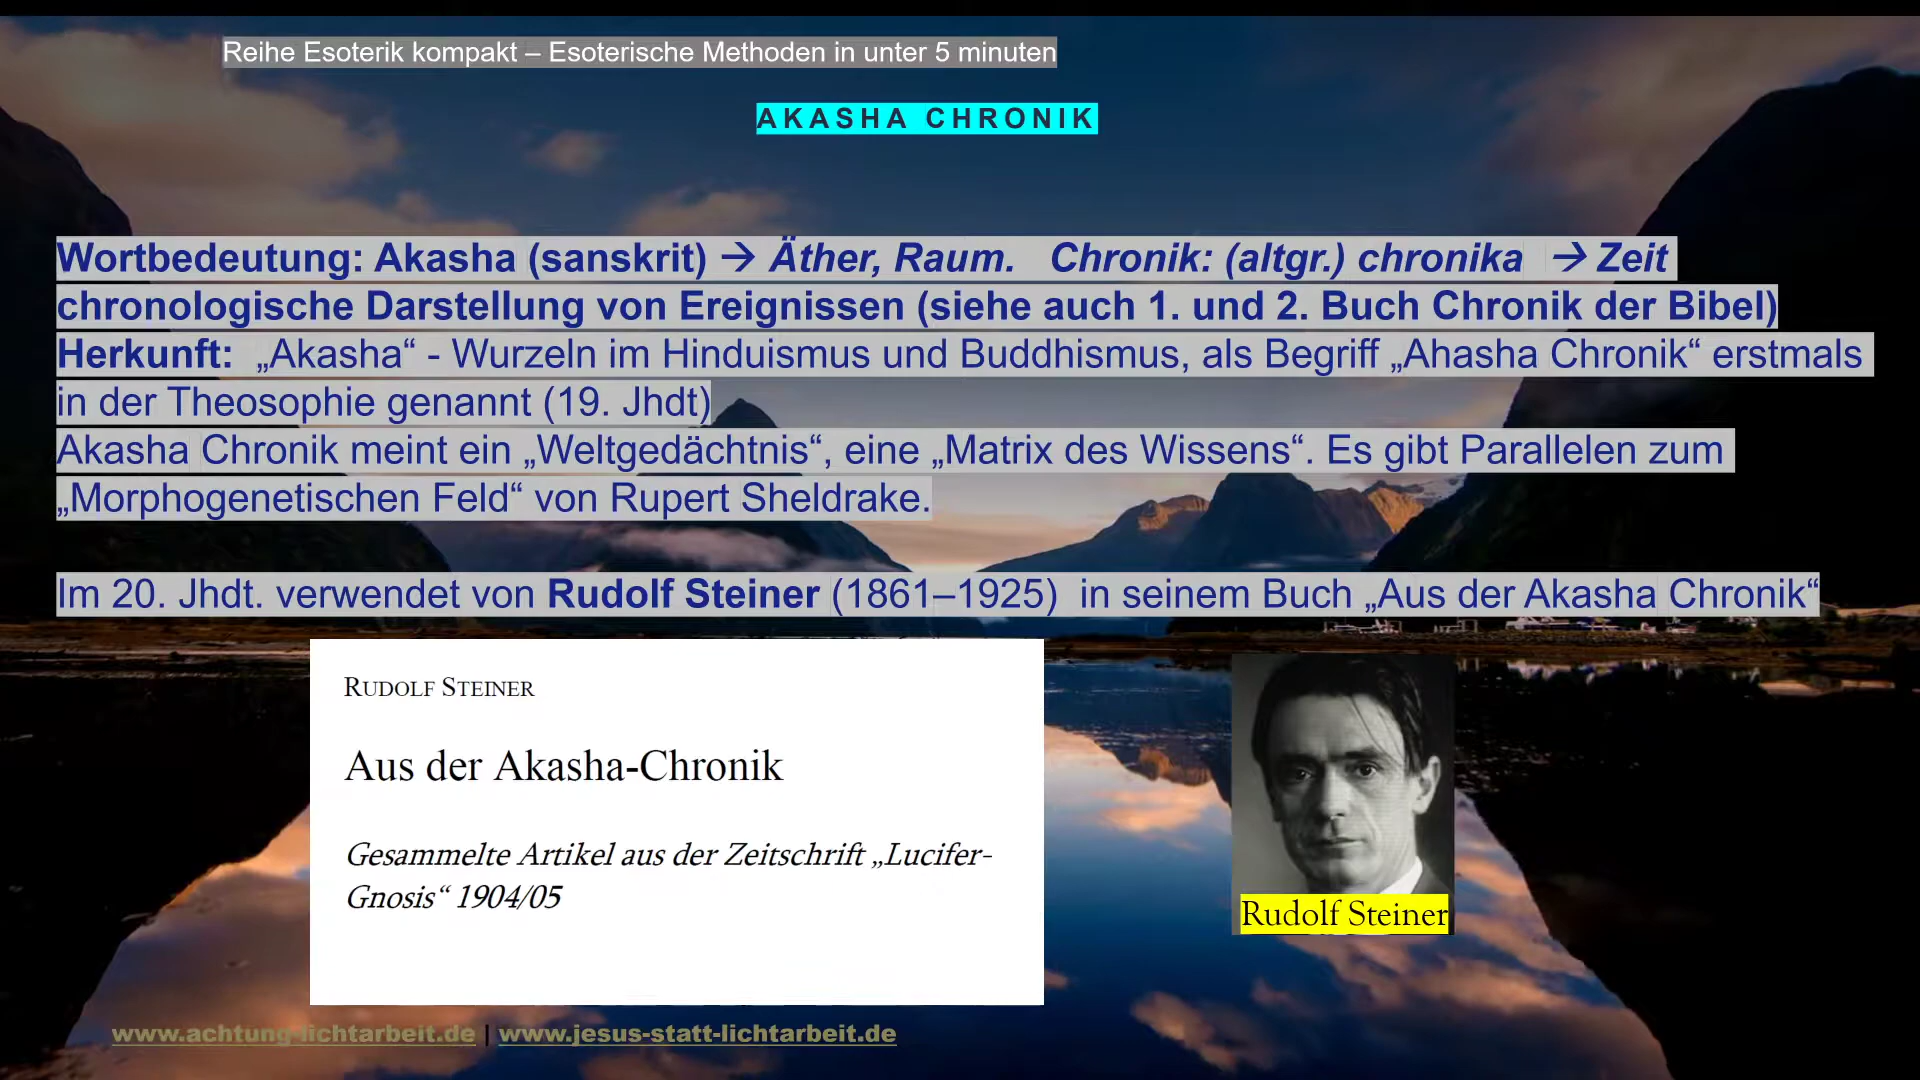 Reihe Esoterik kompakt – Esoterische Methoden in unter 5 minuten
AKASHA CHRONIK
Wortbedeutung: Akasha (sanskrit) → Äther, Raum. Chronik: (altgr.) chronika → Zeit
chronologische Darstellung von Ereignissen (siehe auch 1. und 2. Buch Chronik der Bibel)
Herkunft: „Akasha“ - Wurzeln im Hinduismus und Buddhismus, als Begriff „Ahasha Chronik“ erstmals
in der Theosophie genannt (19. Jhdt)
Akasha Chronik meint ein „Weltgedächtnis“, eine „Matrix des Wissens“. Es gibt Parallelen zum
„Morphogenetischen Feld“ von Rupert Sheldrake.
Im 20. Jhdt. verwendet von Rudolf Steiner (1861–1925) in seinem Buch „Aus der Akasha Chronik“
RUDOLF STEINER
Aus der Akasha-Chronik
Gesammelte Artikel aus der Zeitschrift „Lucifer-
Gnosis“ 1904/05
Rudolf Steiner
www.achtung-lichtarbeit.de | www.jesus-statt-lichtarbeit.de